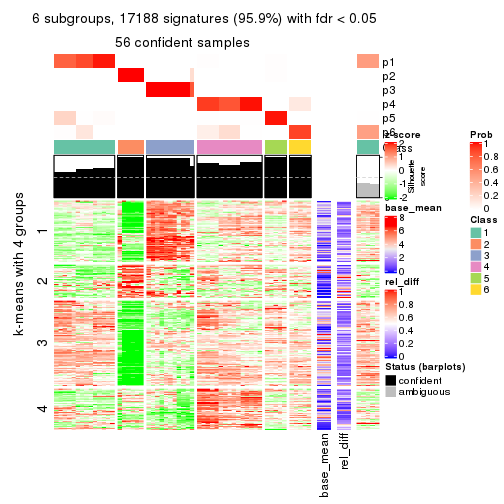 6 subgroups, 17188 signatures (95.9%) with fdr < 0.05
56 confident samples
p1
p2
p3
p4
p5
p6
z-score
2
1
0
-1
-2
Class
Silhouette
score
Prob
1
0.8
0.6
0.4
0.2
0
k-means with 4 groups
1
2
3
4
base_mean
8
6
4
2
0
Class
1
2
3
4
5
6
rel_diff
1
0.8
0.6
0.4
0.2
0
Status (barplots)
confident
ambiguous
base_mean
rel_diff